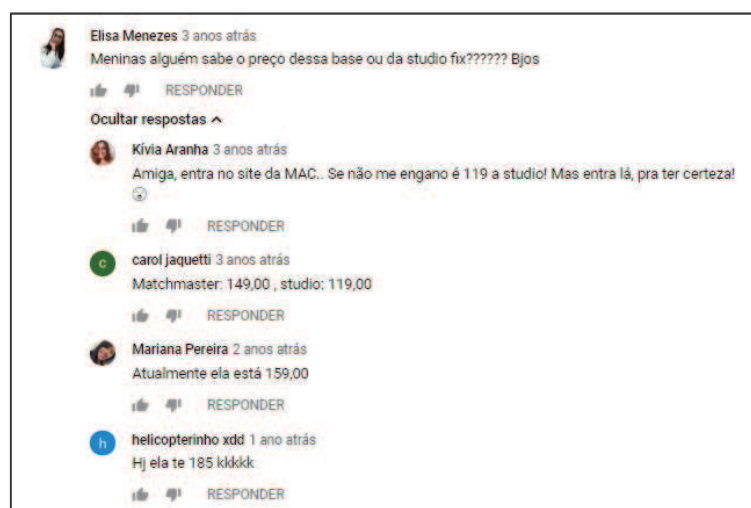 Elisa Menezes 3 anos atrás
Meninas alguém sabe o preço dessa base ou da studio fix?????? Bjos
RESPONDER
Ocultar respostas
Kívia Aranha 3 anos atrás
Amiga, entra no site da MAC.. Se não me engano é 119 a studio! Mas entra lá, pra ter certeza!
RESPONDER
c
carol jaquetti 3 anos atrás
Matchmaster: 149,00 , studio: 119,00
RESPONDER
Mariana Pereira 2 anos atrás
Atualmente ela está 159,00
RESPONDER
h
helicopterinho xdd 1 ano atrás
Hj ela te 185 kkkkk
RESPONDER